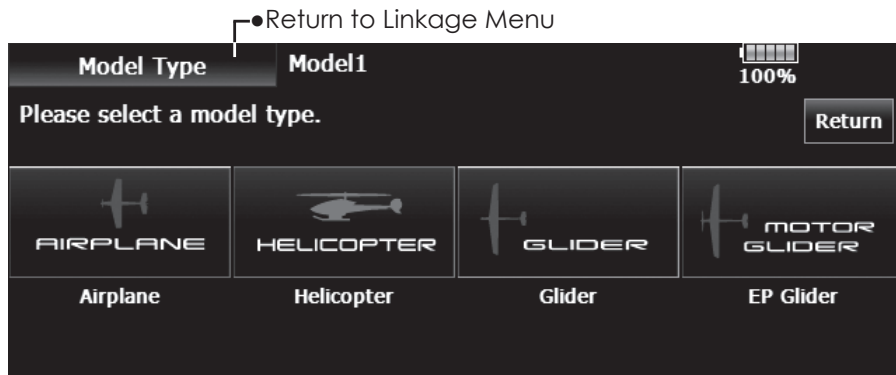 ●Return to Linkage Menu
Model Type Model1 100%
Please select a model type. Return
AIRPLANE HELICOPTER GLIDER MOTOR GLIDER
Airplane Helicopter Glider EP Glider